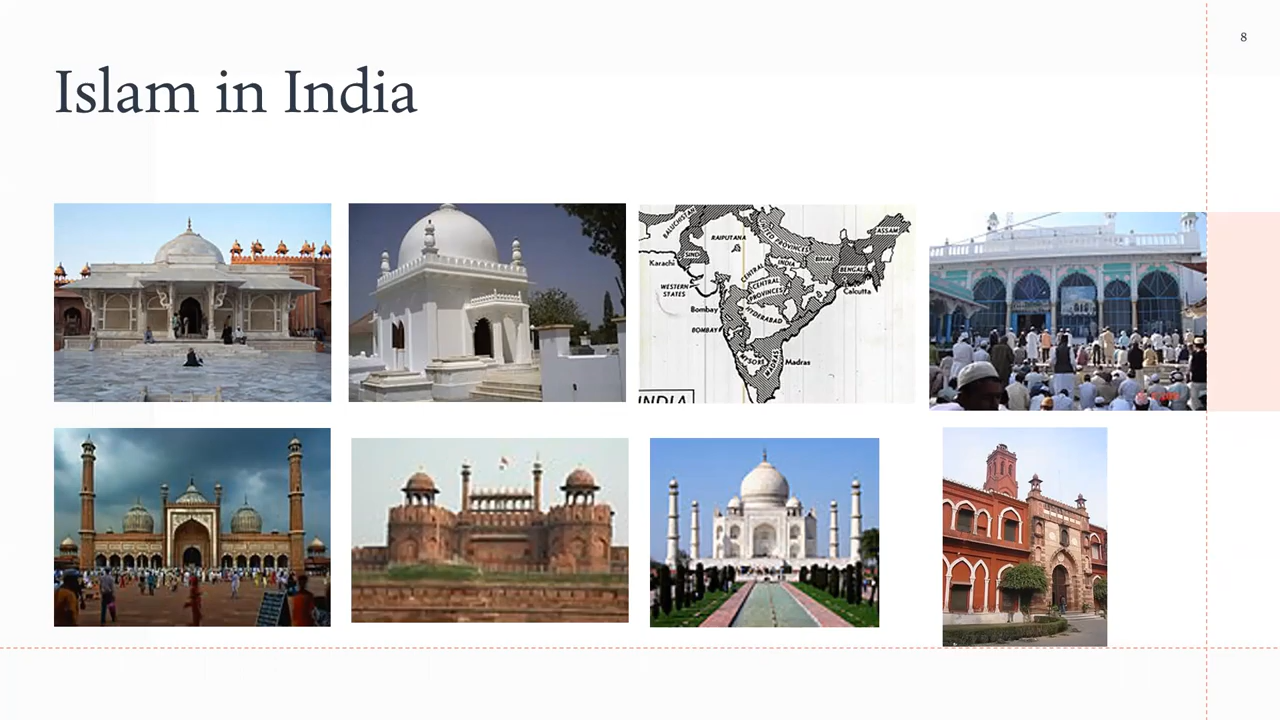 8
Islam in India
BALUCHISTAN
SIND
Karachi
RAJPUTANA
UNITED PROVINCES
ASSAM
CENTRAL
INDIA
BIHAR
BENGAL
WESTERN
STATES
CENTRAL
PROVINCES
Calcutta
Bombay
HYDERABAD
BOMBAY
MYSORE
MADRAS
Madras
INDIA